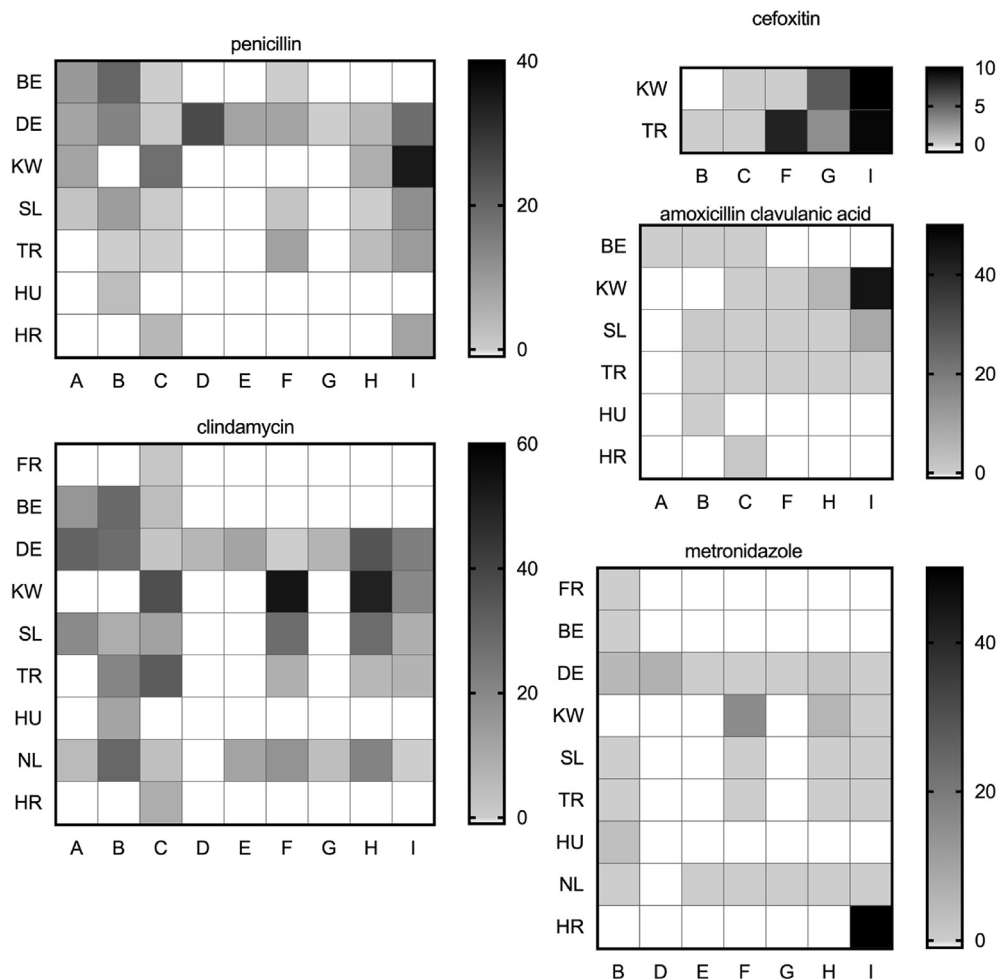 penicillin
BE
DE
KW
SL
TR
HU
HR
A B C D E F G H I
40
20
0
cefoxitin
KW
TR
B C F G I
10
5
0
amoxicillin clavulanic acid
BE
KW
SL
TR
HU
HR
A B C F H I
40
20
0
clindamycin
FR
BE
DE
KW
SL
TR
HU
NL
HR
A B C D E F G H I
60
40
20
0
metronidazole
FR
BE
DE
KW
SL
TR
HU
NL
HR
B D E F G H I
40
20
0